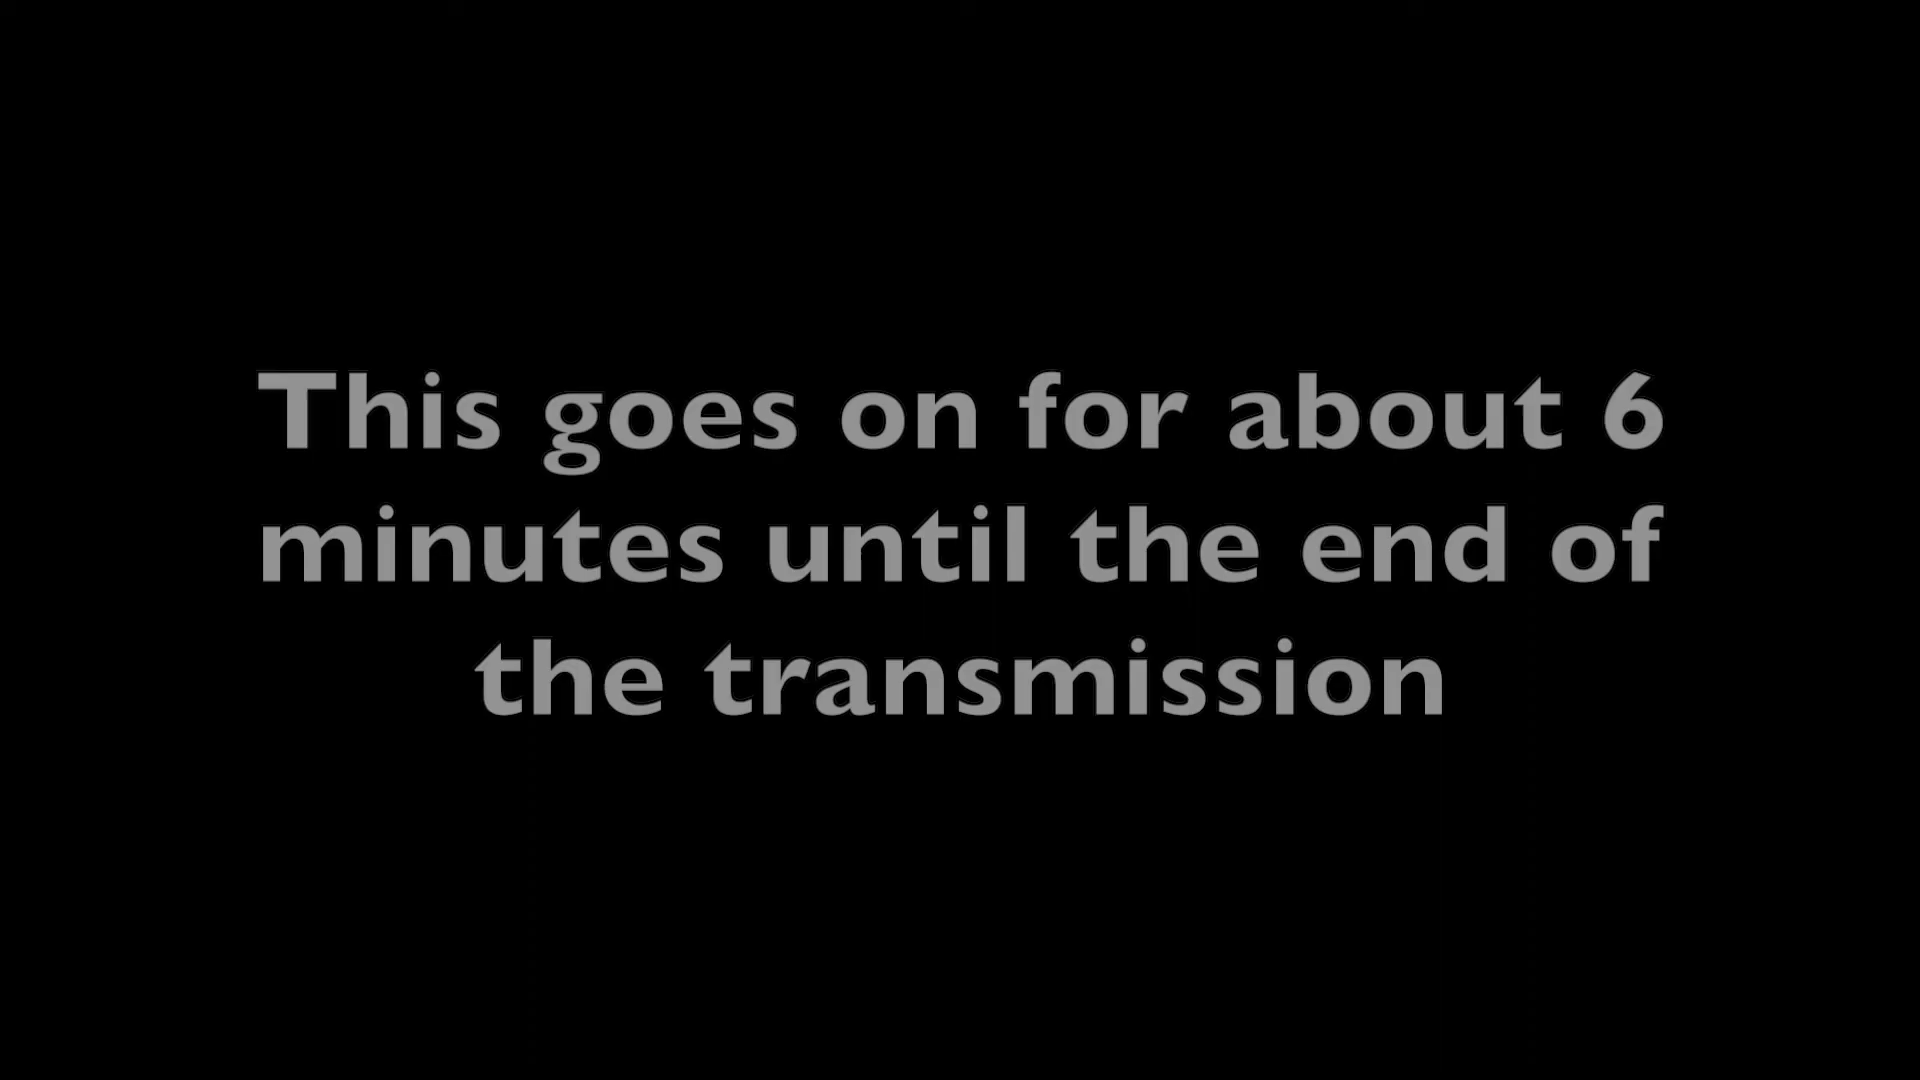 This goes on for about 6
minutes until the end of
the transmission